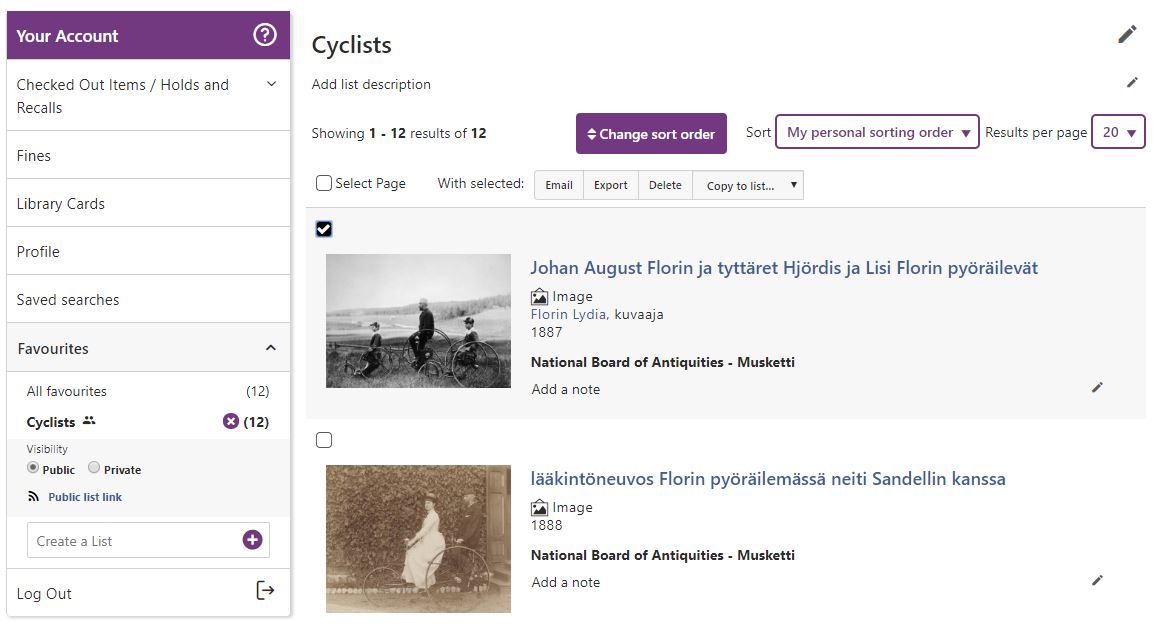 Your Account
Checked Out Items / Holds and
Recalls
Fines
Library Cards
Profile
Saved searches
Favourites
All favourites (12)
Cyclists (12)
Visibility
Public Private
Public list link
Create a List
Log Out
Cyclists
Add list description
Showing 1 - 12 results of 12
Change sort order
Sort My personal sorting order
Results per page 20
Select Page With selected: Email Export Delete Copy to list...
Johan August Florin ja tyttäret Hjördis ja Lisi Florin pyöräilevät
Image
Florin Lydia, kuvaaja
1887
National Board of Antiquities - Musketti
Add a note
lääkintöneuvos Florin pyöräilemässä neiti Sandellin kanssa
Image
1888
National Board of Antiquities - Musketti
Add a note